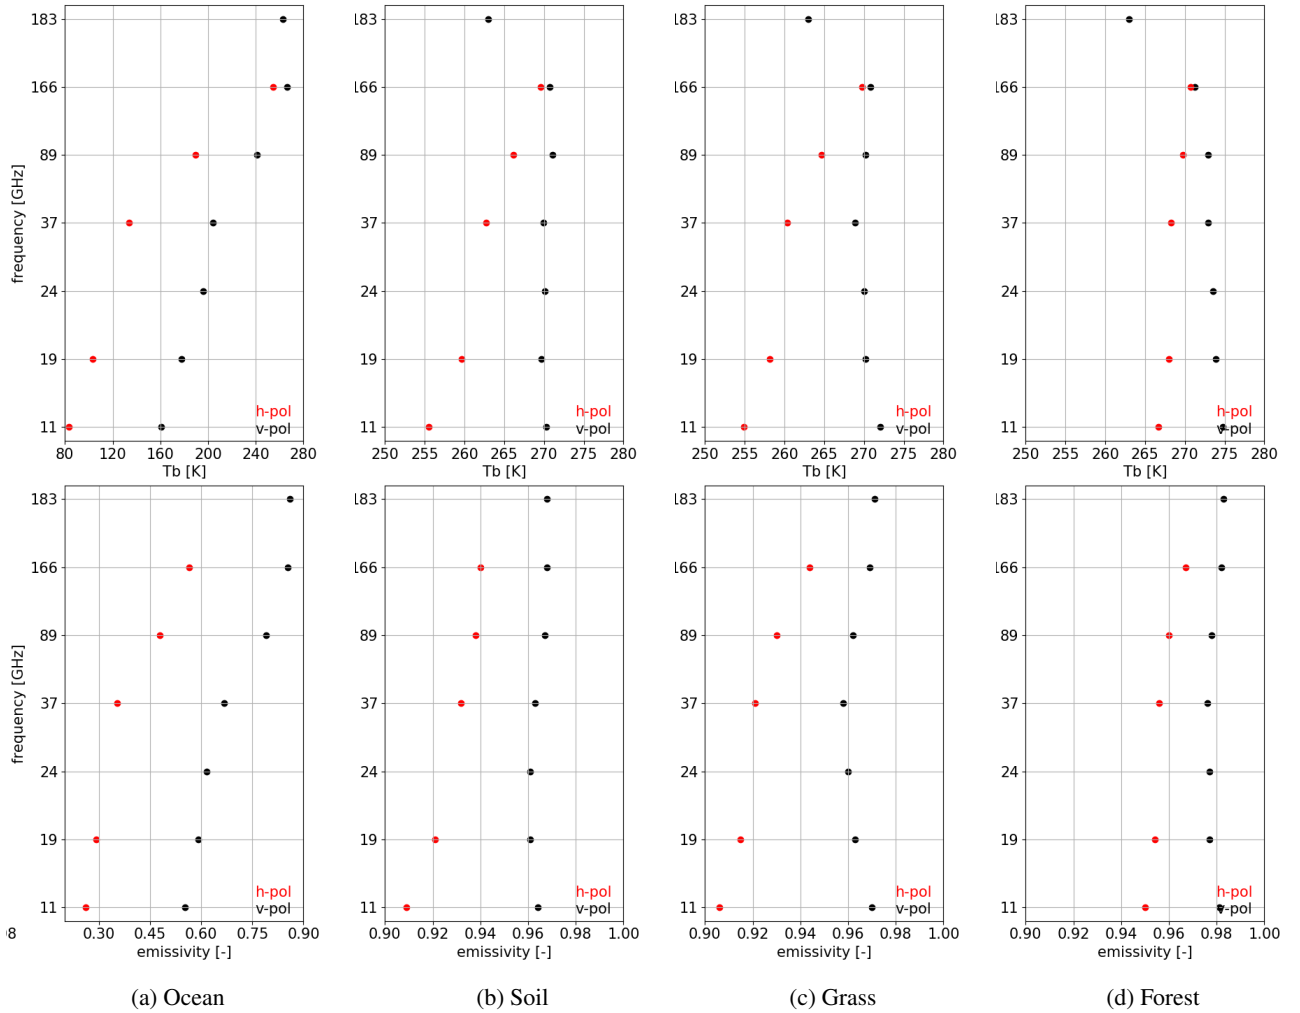 183
166
89
37
24
19
11
frequency [GHz]
h-pol
v-pol
80 120 160 200 240 280
Tb [K]
183
166
89
37
24
19
11
h-pol
v-pol
250 255 260 265 270 275 280
Tb [K]
183
166
89
37
24
19
11
h-pol
v-pol
250 255 260 265 270 275 280
Tb [K]
183
166
89
37
24
19
11
h-pol
v-pol
250 255 260 265 270 275 280
Tb [K]
183
166
89
37
24
19
11
frequency [GHz]
h-pol
v-pol
0.30 0.45 0.60 0.75 0.90
emissivity [-]
183
166
89
37
24
19
11
h-pol
v-pol
0.90 0.92 0.94 0.96 0.98 1.00
emissivity [-]
183
166
89
37
24
19
11
h-pol
v-pol
0.90 0.92 0.94 0.96 0.98 1.00
emissivity [-]
183
166
89
37
24
19
11
h-pol
v-pol
0.90 0.92 0.94 0.96 0.98 1.00
emissivity [-]
(a) Ocean
(b) Soil
(c) Grass
(d) Forest